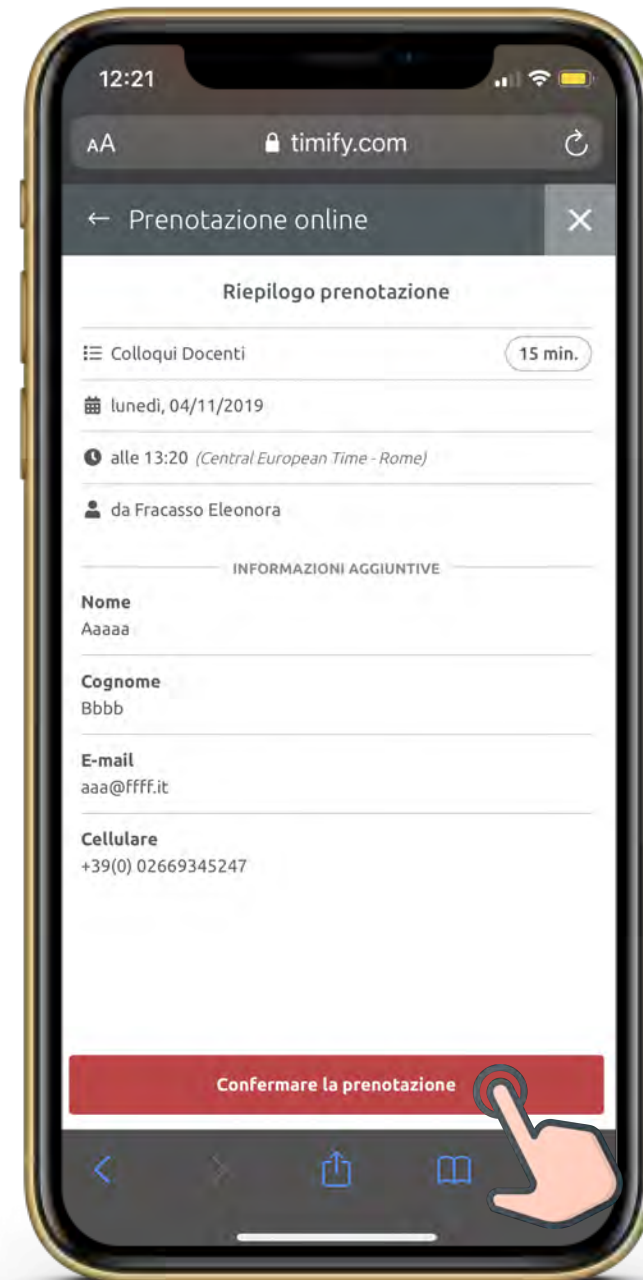 12:21
AA timify.com
← Prenotazione online ×
Riepilogo prenotazione
Colloqui Docenti 15 min.
lunedì, 04/11/2019
alle 13:20 (Central European Time - Rome)
da Fracasso Eleonora
INFORMAZIONI AGGIUNTIVE
Nome
Aaaaa
Cognome
Bbbb
E-mail
aaa@ffff.it
Cellulare
+39(0) 02669345247
Confermare la prenotazione